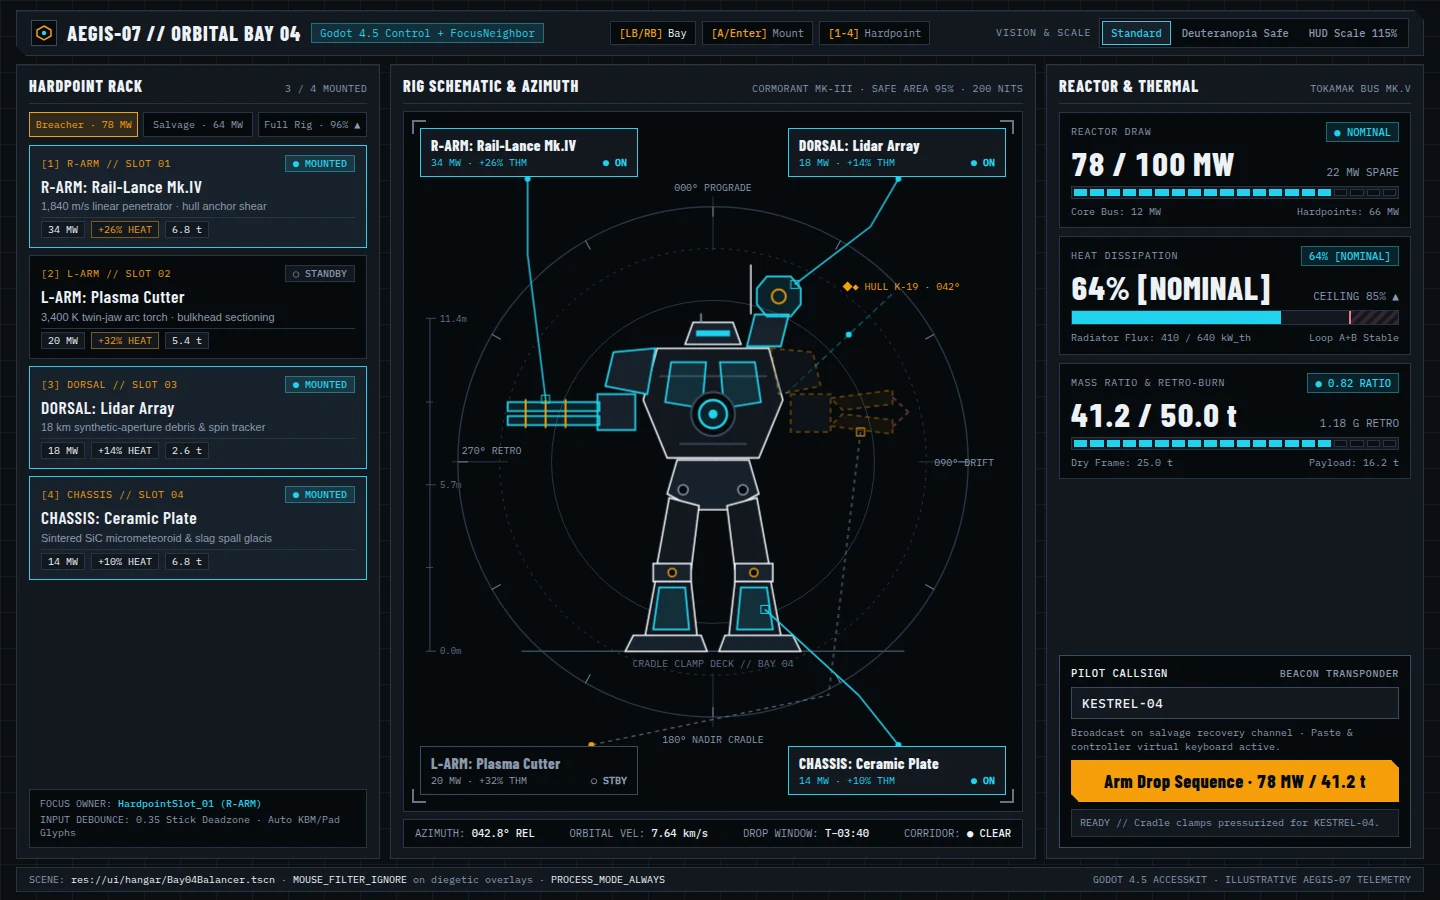 AEGIS-07 // ORBITAL BAY 04
Godot 4.5 Control + FocusNeighbor
[LB/RB] Bay
[A/Enter] Mount
[1-4] Hardpoint
VISION & SCALE
Standard
Deuteranopia Safe
HUD Scale 115%
HARDPOINT RACK
3 / 4 MOUNTED
Breacher · 78 MW
Salvage · 64 MW
Full Rig · 96% ▲
[1] R-ARM // SLOT 01
● MOUNTED
R-ARM: Rail-Lance Mk.IV
1,840 m/s linear penetrator · hull anchor shear
34 MW
+26% HEAT
6.8 t
[2] L-ARM // SLOT 02
○ STANDBY
L-ARM: Plasma Cutter
3,400 K twin-jaw arc torch · bulkhead sectioning
20 MW
+32% HEAT
5.4 t
[3] DORSAL // SLOT 03
● MOUNTED
DORSAL: Lidar Array
18 km synthetic-aperture debris & spin tracker
18 MW
+14% HEAT
2.6 t
[4] CHASSIS // SLOT 04
● MOUNTED
CHASSIS: Ceramic Plate
Sintered SiC micrometeoroid & slag spall glacis
14 MW
+10% HEAT
6.8 t
FOCUS OWNER: HardpointSlot_01 (R-ARM)
INPUT DEBOUNCE: 0.35 Stick Deadzone · Auto KBM/Pad
Glyphs
RIG SCHEMATIC & AZIMUTH
CORMORANT MK-III · SAFE AREA 95% · 200 NITS
R-ARM: Rail-Lance Mk.IV
34 MW · +26% THM
● ON
DORSAL: Lidar Array
18 MW · +14% THM
● ON
000° PROGRADE
◆ HULL K-19 · 042°
11.4m
270° RETRO
090° DRIFT
5.7m
0.0m
CRADLE CLAMP DECK // BAY 04
180° NADIR CRADLE
L-ARM: Plasma Cutter
20 MW · +32% THM
○ STBY
CHASSIS: Ceramic Plate
14 MW · +10% THM
● ON
AZIMUTH: 042.8° REL
ORBITAL VEL: 7.64 km/s
DROP WINDOW: T-03:40
CORRIDOR: ● CLEAR
REACTOR & THERMAL
TOKAMAK BUS MK.V
REACTOR DRAW
● NOMINAL
78 / 100 MW
22 MW SPARE
Core Bus: 12 MW
Hardpoints: 66 MW
HEAT DISSIPATION
64% [NOMINAL]
64% [NOMINAL]
CEILING 85% ▲
Radiator Flux: 410 / 640 kW_th
Loop A+B Stable
MASS RATIO & RETRO-BURN
● 0.82 RATIO
41.2 / 50.0 t
1.18 G RETRO
Dry Frame: 25.0 t
Payload: 16.2 t
PILOT CALLSIGN
BEACON TRANSPONDER
KESTREL-04
Broadcast on salvage recovery channel · Paste &
controller virtual keyboard active.
Arm Drop Sequence · 78 MW / 41.2 t
READY // Cradle clamps pressurized for KESTREL-04.
SCENE: res://ui/hangar/Bay04Balancer.tscn · MOUSE_FILTER_IGNORE on diegetic overlays · PROCESS_MODE_ALWAYS
GODOT 4.5 ACCESSKIT · ILLUSTRATIVE AEGIS-07 TELEMETRY